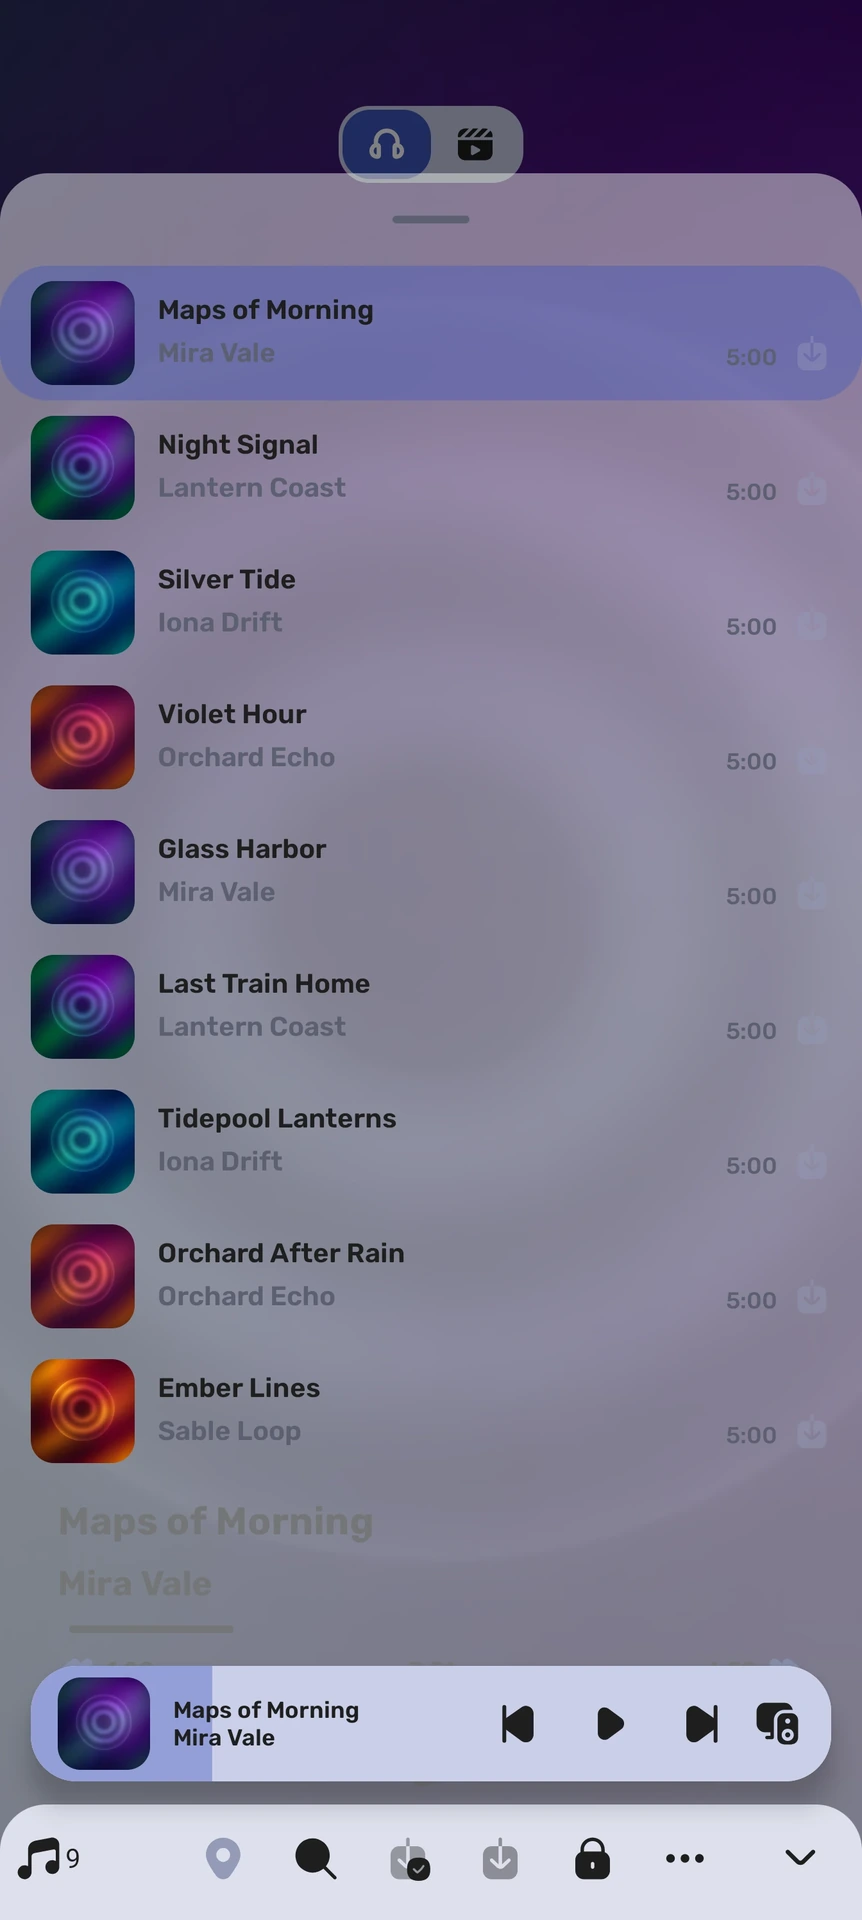 Maps of Morning
Mira Vale
5:00
Night Signal
Lantern Coast
5:00
Silver Tide
Iona Drift
5:00
Violet Hour
Orchard Echo
5:00
Glass Harbor
Mira Vale
5:00
Last Train Home
Lantern Coast
5:00
Tidepool Lanterns
Iona Drift
5:00
Orchard After Rain
Orchard Echo
5:00
Ember Lines
Sable Loop
5:00
Maps of Morning
Mira Vale
Maps of Morning
Mira Vale
9